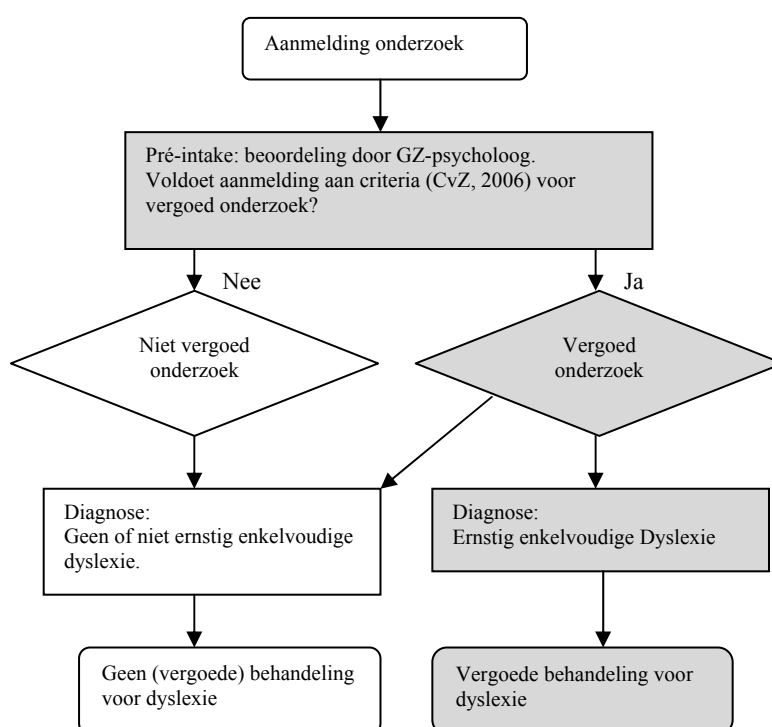 Aanmelding onderzoek
Pré-intake: beoordeling door GZ-psycholoog.
Voldoet aanmelding aan criteria (CvZ, 2006) voor
vergoed onderzoek?
Nee
Ja
Niet vergoed
onderzoek
Vergoed
onderzoek
Diagnose:
Geen of niet ernstig enkelvoudige
dyslexie.
Diagnose:
Ernstig enkelvoudige Dyslexie
Geen (vergoede) behandeling
voor dyslexie
Vergoede behandeling voor
dyslexie